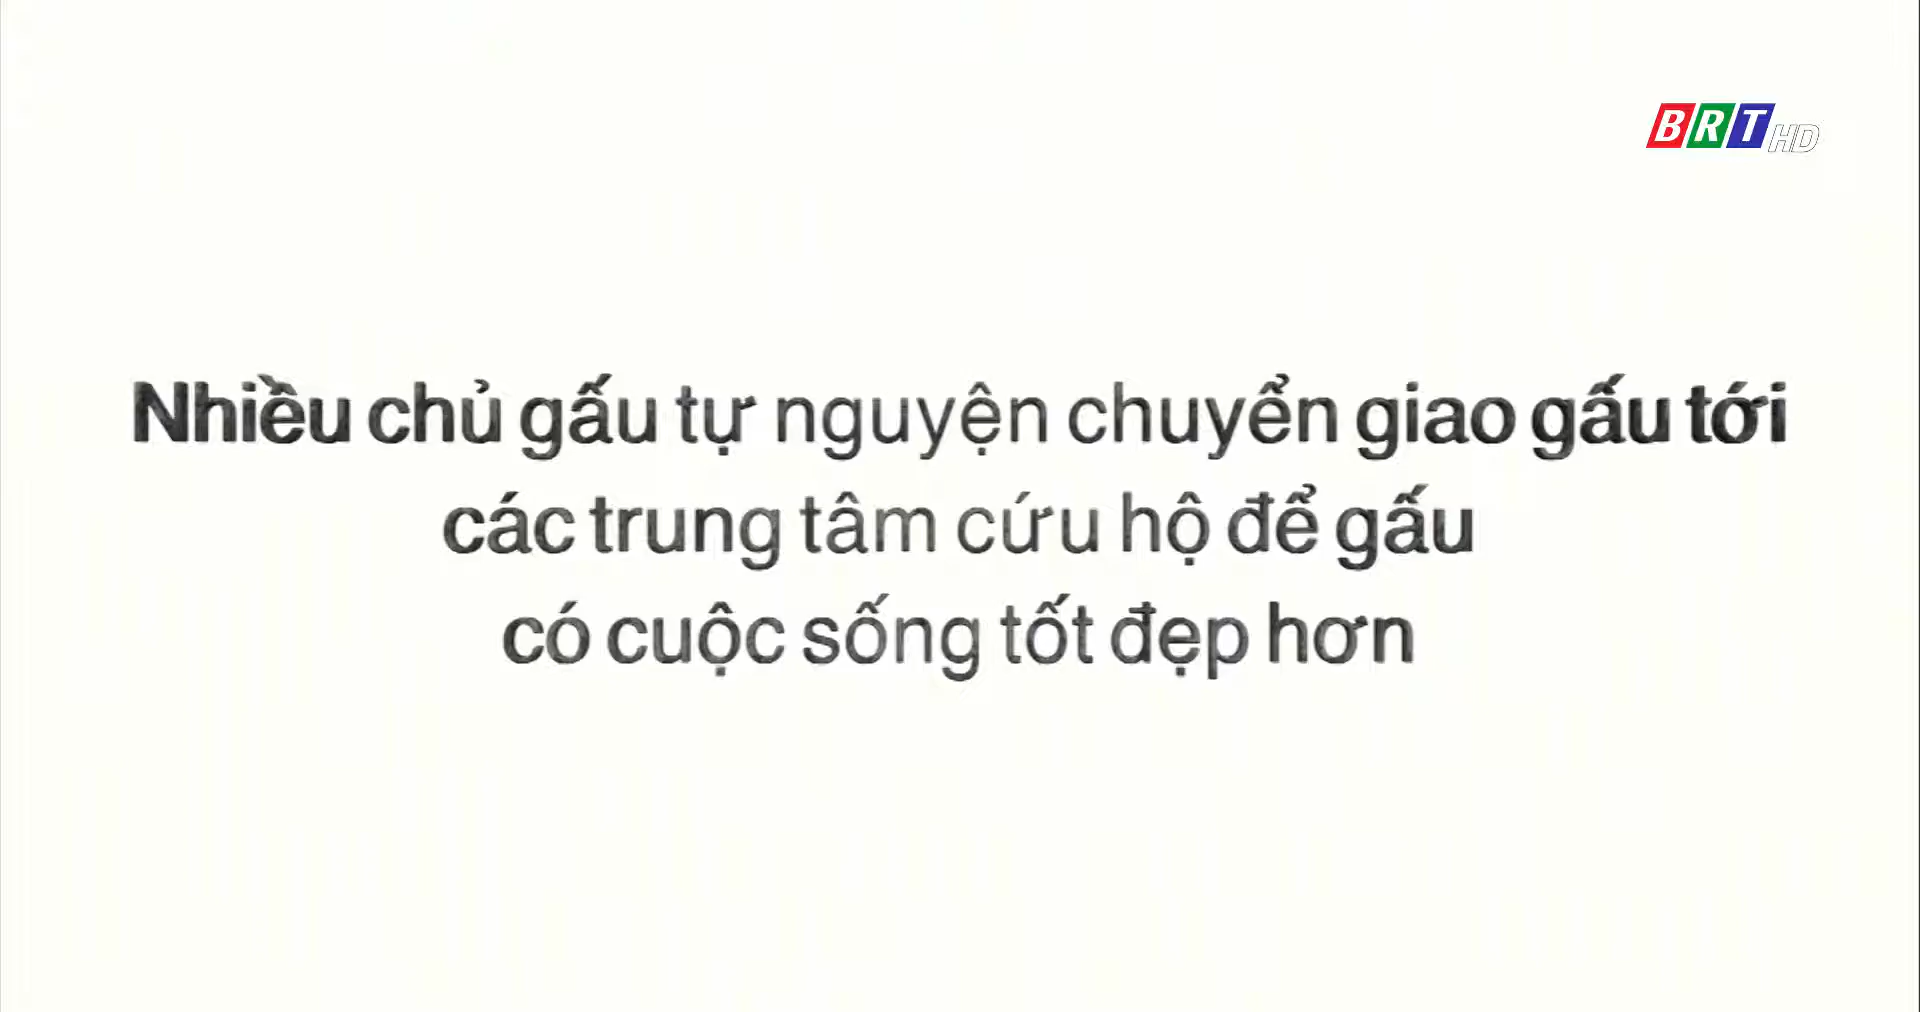 BRT HD
Nhiều chủ gấu tự nguyện chuyển giao gấu tới
các trung tâm cứu hộ để gấu
có cuộc sống tốt đẹp hơn